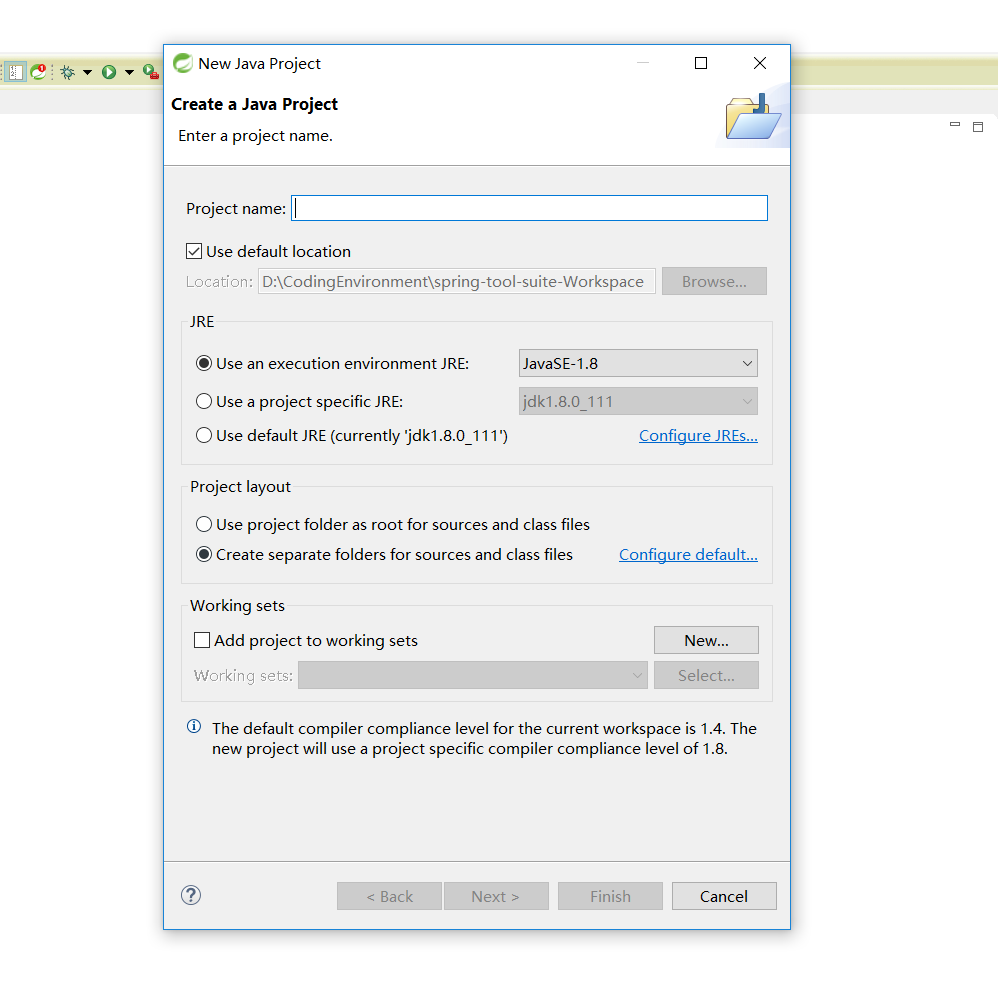 New Java Project
Create a Java Project
Enter a project name.
Project name:
Use default location
Location: D:\CodingEnvironment\spring-tool-suite-Workspace Browse...
JRE
Use an execution environment JRE: JavaSE-1.8
Use a project specific JRE: jdk1.8.0_111
Use default JRE (currently 'jdk1.8.0_111') Configure JREs...
Project layout
Use project folder as root for sources and class files
Create separate folders for sources and class files Configure default...
Working sets
Add project to working sets New...
Working sets: Select...
The default compiler compliance level for the current workspace is 1.4. The
new project will use a project specific compiler compliance level of 1.8.
? < Back Next > Finish Cancel